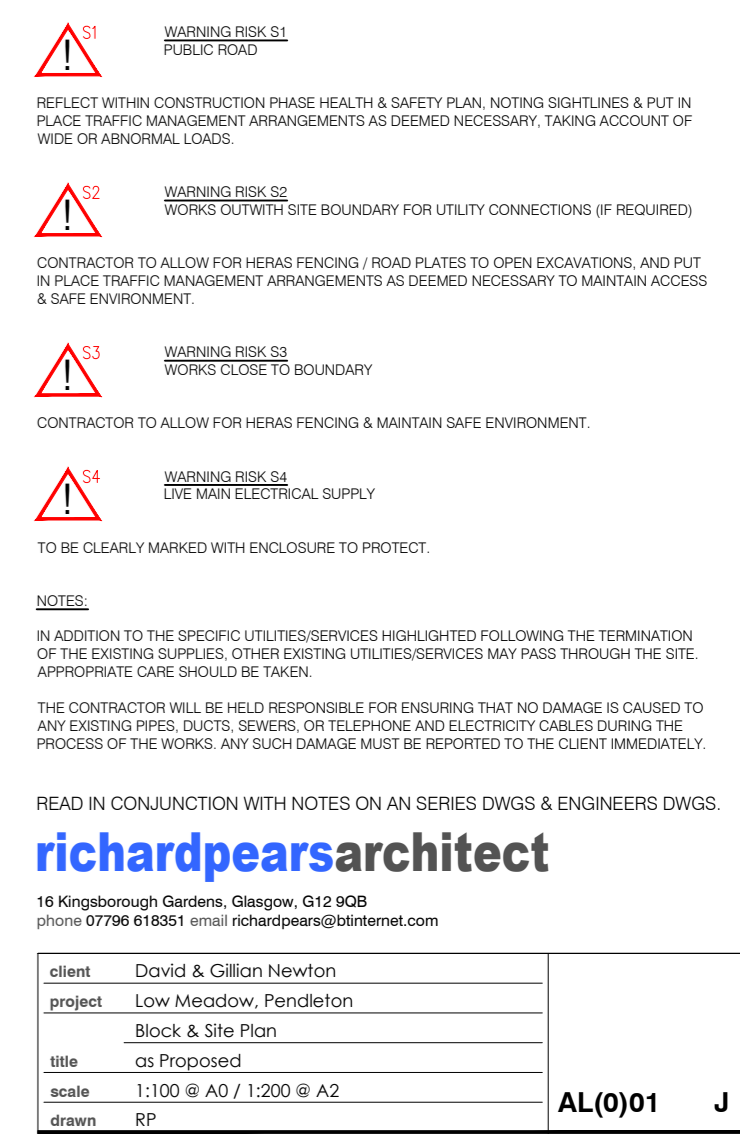 S1
WARNING RISK S1
PUBLIC ROAD
REFLECT WITHIN CONSTRUCTION PHASE HEALTH & SAFETY PLAN, NOTING SIGHTLINES & PUT IN
PLACE TRAFFIC MANAGEMENT ARRANGEMENTS AS DEEMED NECESSARY, TAKING ACCOUNT OF
WIDE OR ABNORMAL LOADS.
S2
WARNING RISK S2
WORKS OUTWITH SITE BOUNDARY FOR UTILITY CONNECTIONS (IF REQUIRED)
CONTRACTOR TO ALLOW FOR HERAS FENCING / ROAD PLATES TO OPEN EXCAVATIONS, AND PUT
IN PLACE TRAFFIC MANAGEMENT ARRANGEMENTS AS DEEMED NECESSARY TO MAINTAIN ACCESS
& SAFE ENVIRONMENT.
S3
WARNING RISK S3
WORKS CLOSE TO BOUNDARY
CONTRACTOR TO ALLOW FOR HERAS FENCING & MAINTAIN SAFE ENVIRONMENT.
S4
WARNING RISK S4
LIVE MAIN ELECTRICAL SUPPLY
TO BE CLEARLY MARKED WITH ENCLOSURE TO PROTECT.
NOTES:
IN ADDITION TO THE SPECIFIC UTILITIES/SERVICES HIGHLIGHTED FOLLOWING THE TERMINATION
OF THE EXISTING SUPPLIES, OTHER EXISTING UTILITIES/SERVICES MAY PASS THROUGH THE SITE.
APPROPRIATE CARE SHOULD BE TAKEN.
THE CONTRACTOR WILL BE HELD RESPONSIBLE FOR ENSURING THAT NO DAMAGE IS CAUSED TO
ANY EXISTING PIPES, DUCTS, SEWERS, OR TELEPHONE AND ELECTRICITY CABLES DURING THE
PROCESS OF THE WORKS. ANY SUCH DAMAGE MUST BE REPORTED TO THE CLIENT IMMEDIATELY.
READ IN CONJUNCTION WITH NOTES ON AN SERIES DWGS & ENGINEERS DWGS.
richardpearsarchitect
16 Kingsborough Gardens, Glasgow, G12 9QB
phone 07796 618351 email richardpears@btinternet.com
client David & Gillian Newton
project Low Meadow, Pendleton
Block & Site Plan
title as Proposed
scale 1:100 @ A0 / 1:200 @ A2
drawn RP
AL(0)01 J